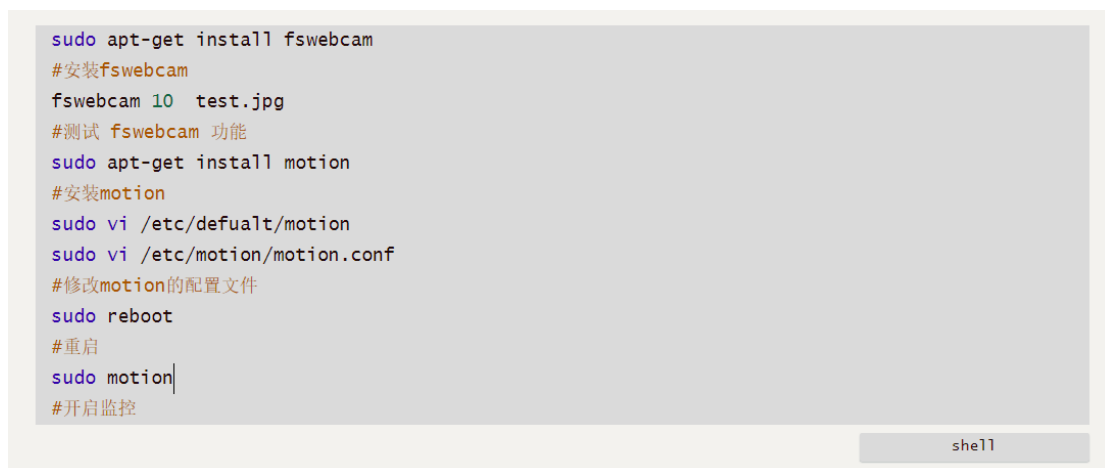 sudo apt-get install fswebcam
#安装fswebcam
fswebcam 10  test.jpg
#测试 fswebcam 功能
sudo apt-get install motion
#安装motion
sudo vi /etc/defualt/motion
sudo vi /etc/motion/motion.conf
#修改motion的配置文件
sudo reboot
#重启
sudo motion
#开启监控
shell